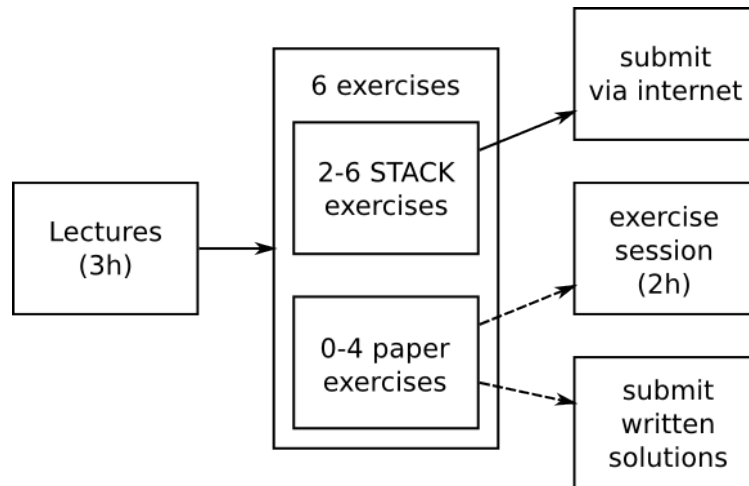 Lectures
(3h)
6 exercises
2-6 STACK
exercises
0-4 paper
exercises
submit
via internet
exercise
session
(2h)
submit
written
solutions